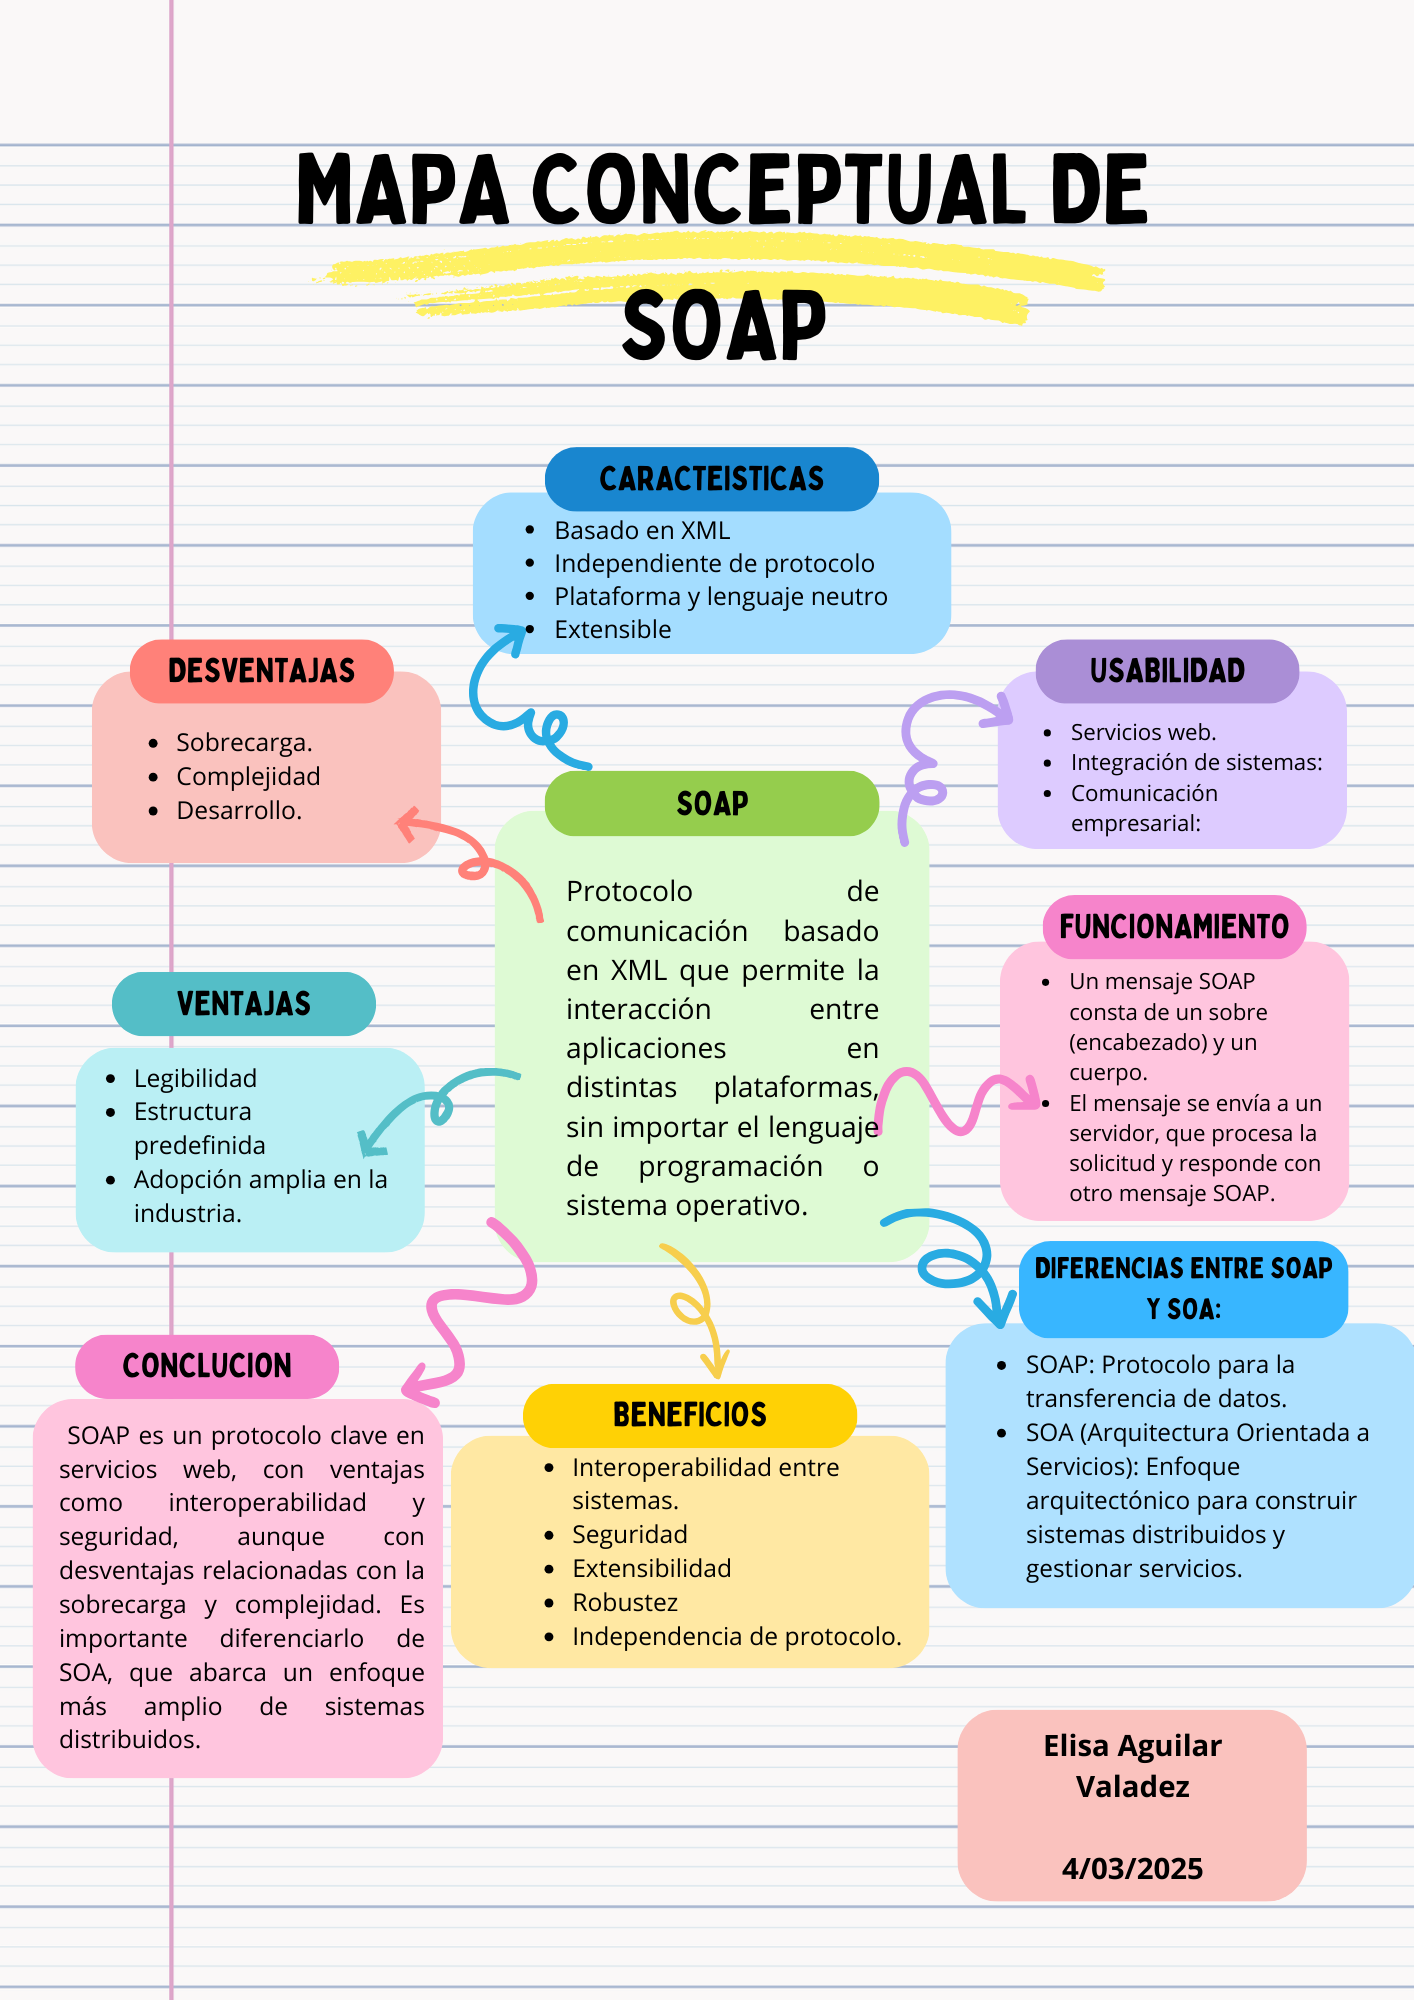 MAPA CONCEPTUAL DE
SOAP
CARACTEISTICAS
• Basado en XML
• Independiente de protocolo
• Plataforma y lenguaje neutro
• Extensible
DESVENTAJAS
• Sobrecarga.
• Complejidad
• Desarrollo.
USABILIDAD
• Servicios web.
• Integración de sistemas:
• Comunicación
empresarial:
SOAP
Protocolo de
comunicación basado
en XML que permite la
interacción entre
aplicaciones en
distintas plataformas,
sin importar el lenguaje
de programación o
sistema operativo.
FUNCIONAMIENTO
• Un mensaje SOAP
consta de un sobre
(encabezado) y un
cuerpo.
• El mensaje se envía a un
servidor, que procesa la
solicitud y responde con
otro mensaje SOAP.
VENTAJAS
• Legibilidad
• Estructura
predefinida
• Adopción amplia en la
industria.
DIFERENCIAS ENTRE SOAP
Y SOA:
• SOAP: Protocolo para la
transferencia de datos.
• SOA (Arquitectura Orientada a
Servicios): Enfoque
arquitectónico para construir
sistemas distribuidos y
gestionar servicios.
CONCLUCION
SOAP es un protocolo clave en
servicios web, con ventajas
como interoperabilidad y
seguridad, aunque con
desventajas relacionadas con la
sobrecarga y complejidad. Es
importante diferenciarlo de
SOA, que abarca un enfoque
más amplio de sistemas
distribuidos.
BENEFICIOS
• Interoperabilidad entre
sistemas.
• Seguridad
• Extensibilidad
• Robustez
• Independencia de protocolo.
Elisa Aguilar
Valadez
4/03/2025